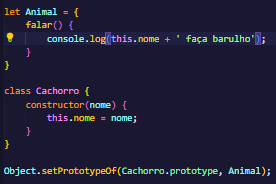 let Animal = {
    falar() {
        console.log(this.nome + ' faça barulho');
    }
}
class Cachorro {
    constructor(nome) {
        this.nome = nome;
    }
}
Object.setPrototypeOf(Cachorro.prototype, Animal);